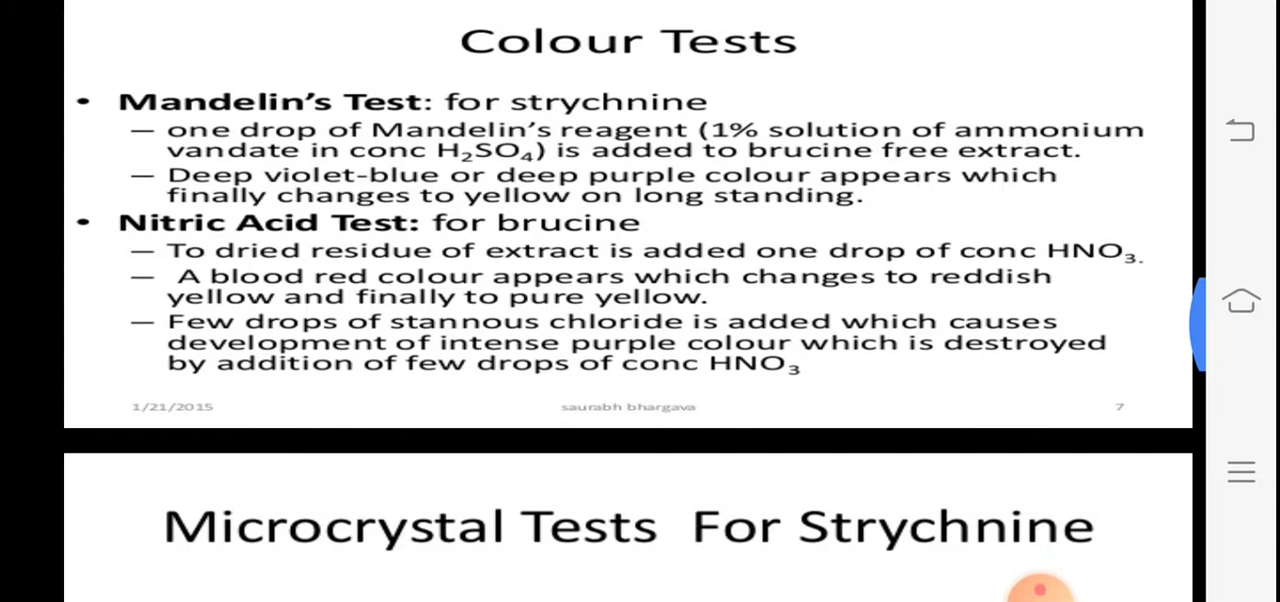 Colour Tests
• Mandelin's Test: for strychnine
— one drop of Mandelin's reagent (1% solution of ammonium
vandate in conc H₂SO₄) is added to brucine free extract.
— Deep violet-blue or deep purple colour appears which
finally changes to yellow on long standing.
• Nitric Acid Test: for brucine
— To dried residue of extract is added one drop of conc HNO₃.
— A blood red colour appears which changes to reddish
yellow and finally to pure yellow.
— Few drops of stannous chloride is added which causes
development of intense purple colour which is destroyed
by addition of few drops of conc HNO₃
1/21/2015 saurabh bhargava 7
Microcrystal Tests For Strychnine